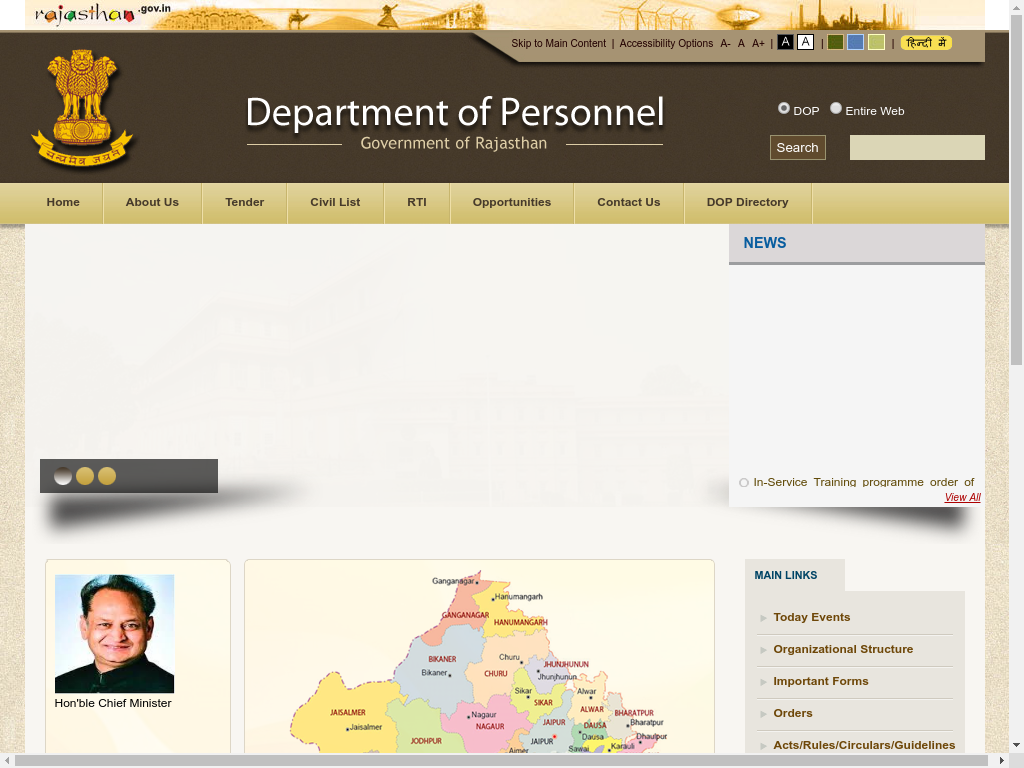 rajasthan .gov.in
Skip to Main Content | Accessibility Options A- A A+ | A A | | हिन्दी में
सत्यमेव जयते
Department of Personnel
Government of Rajasthan
DOP Entire Web
Search
Home About Us Tender Civil List RTI Opportunities Contact Us DOP Directory
NEWS
In-Service Training programme order of
View All
Hon'ble Chief Minister
Ganganagar
Hanumangarh
GANGANAGAR
HANUMANGARH
BIKANER
Bikaner
Churu
CHURU
JHUNJHUNUN
Jhunjhunun
Sikar
SIKAR
Alwar
ALWAR
JAISALMER
Jaisalmer
Nagaur
NAGAUR
JAIPUR
JAIPUR
DAUSA
Dausa
BHARATPUR
Bharatpur
Dhaulpur
JODHPUR
Ajmer
Sawai
Karauli
MAIN LINKS
Today Events
Organizational Structure
Important Forms
Orders
Acts/Rules/Circulars/Guidelines